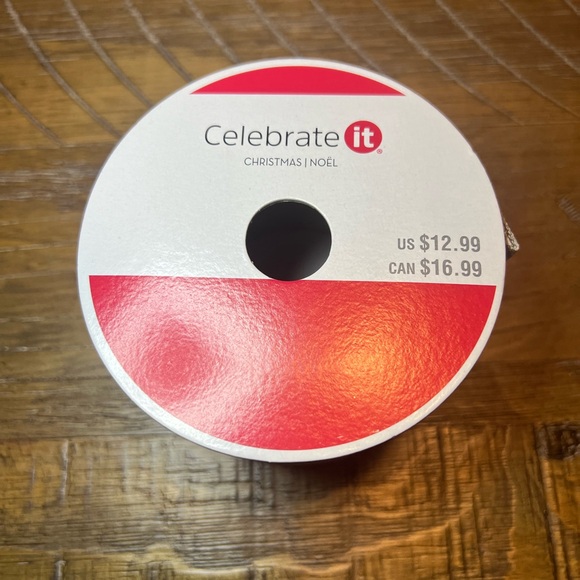 Celebrate it®
CHRISTMAS | NOËL
US $12.99
CAN $16.99